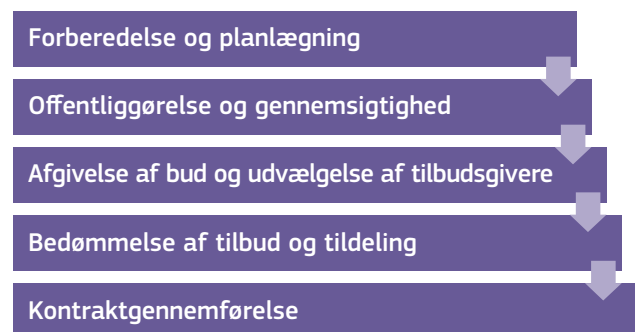 Forberedelse og planlægning
Offentliggørelse og gennemsigtighed
Afgivelse af bud og udvælgelse af tilbudsgivere
Bedømmelse af tilbud og tildeling
Kontraktgennemførelse